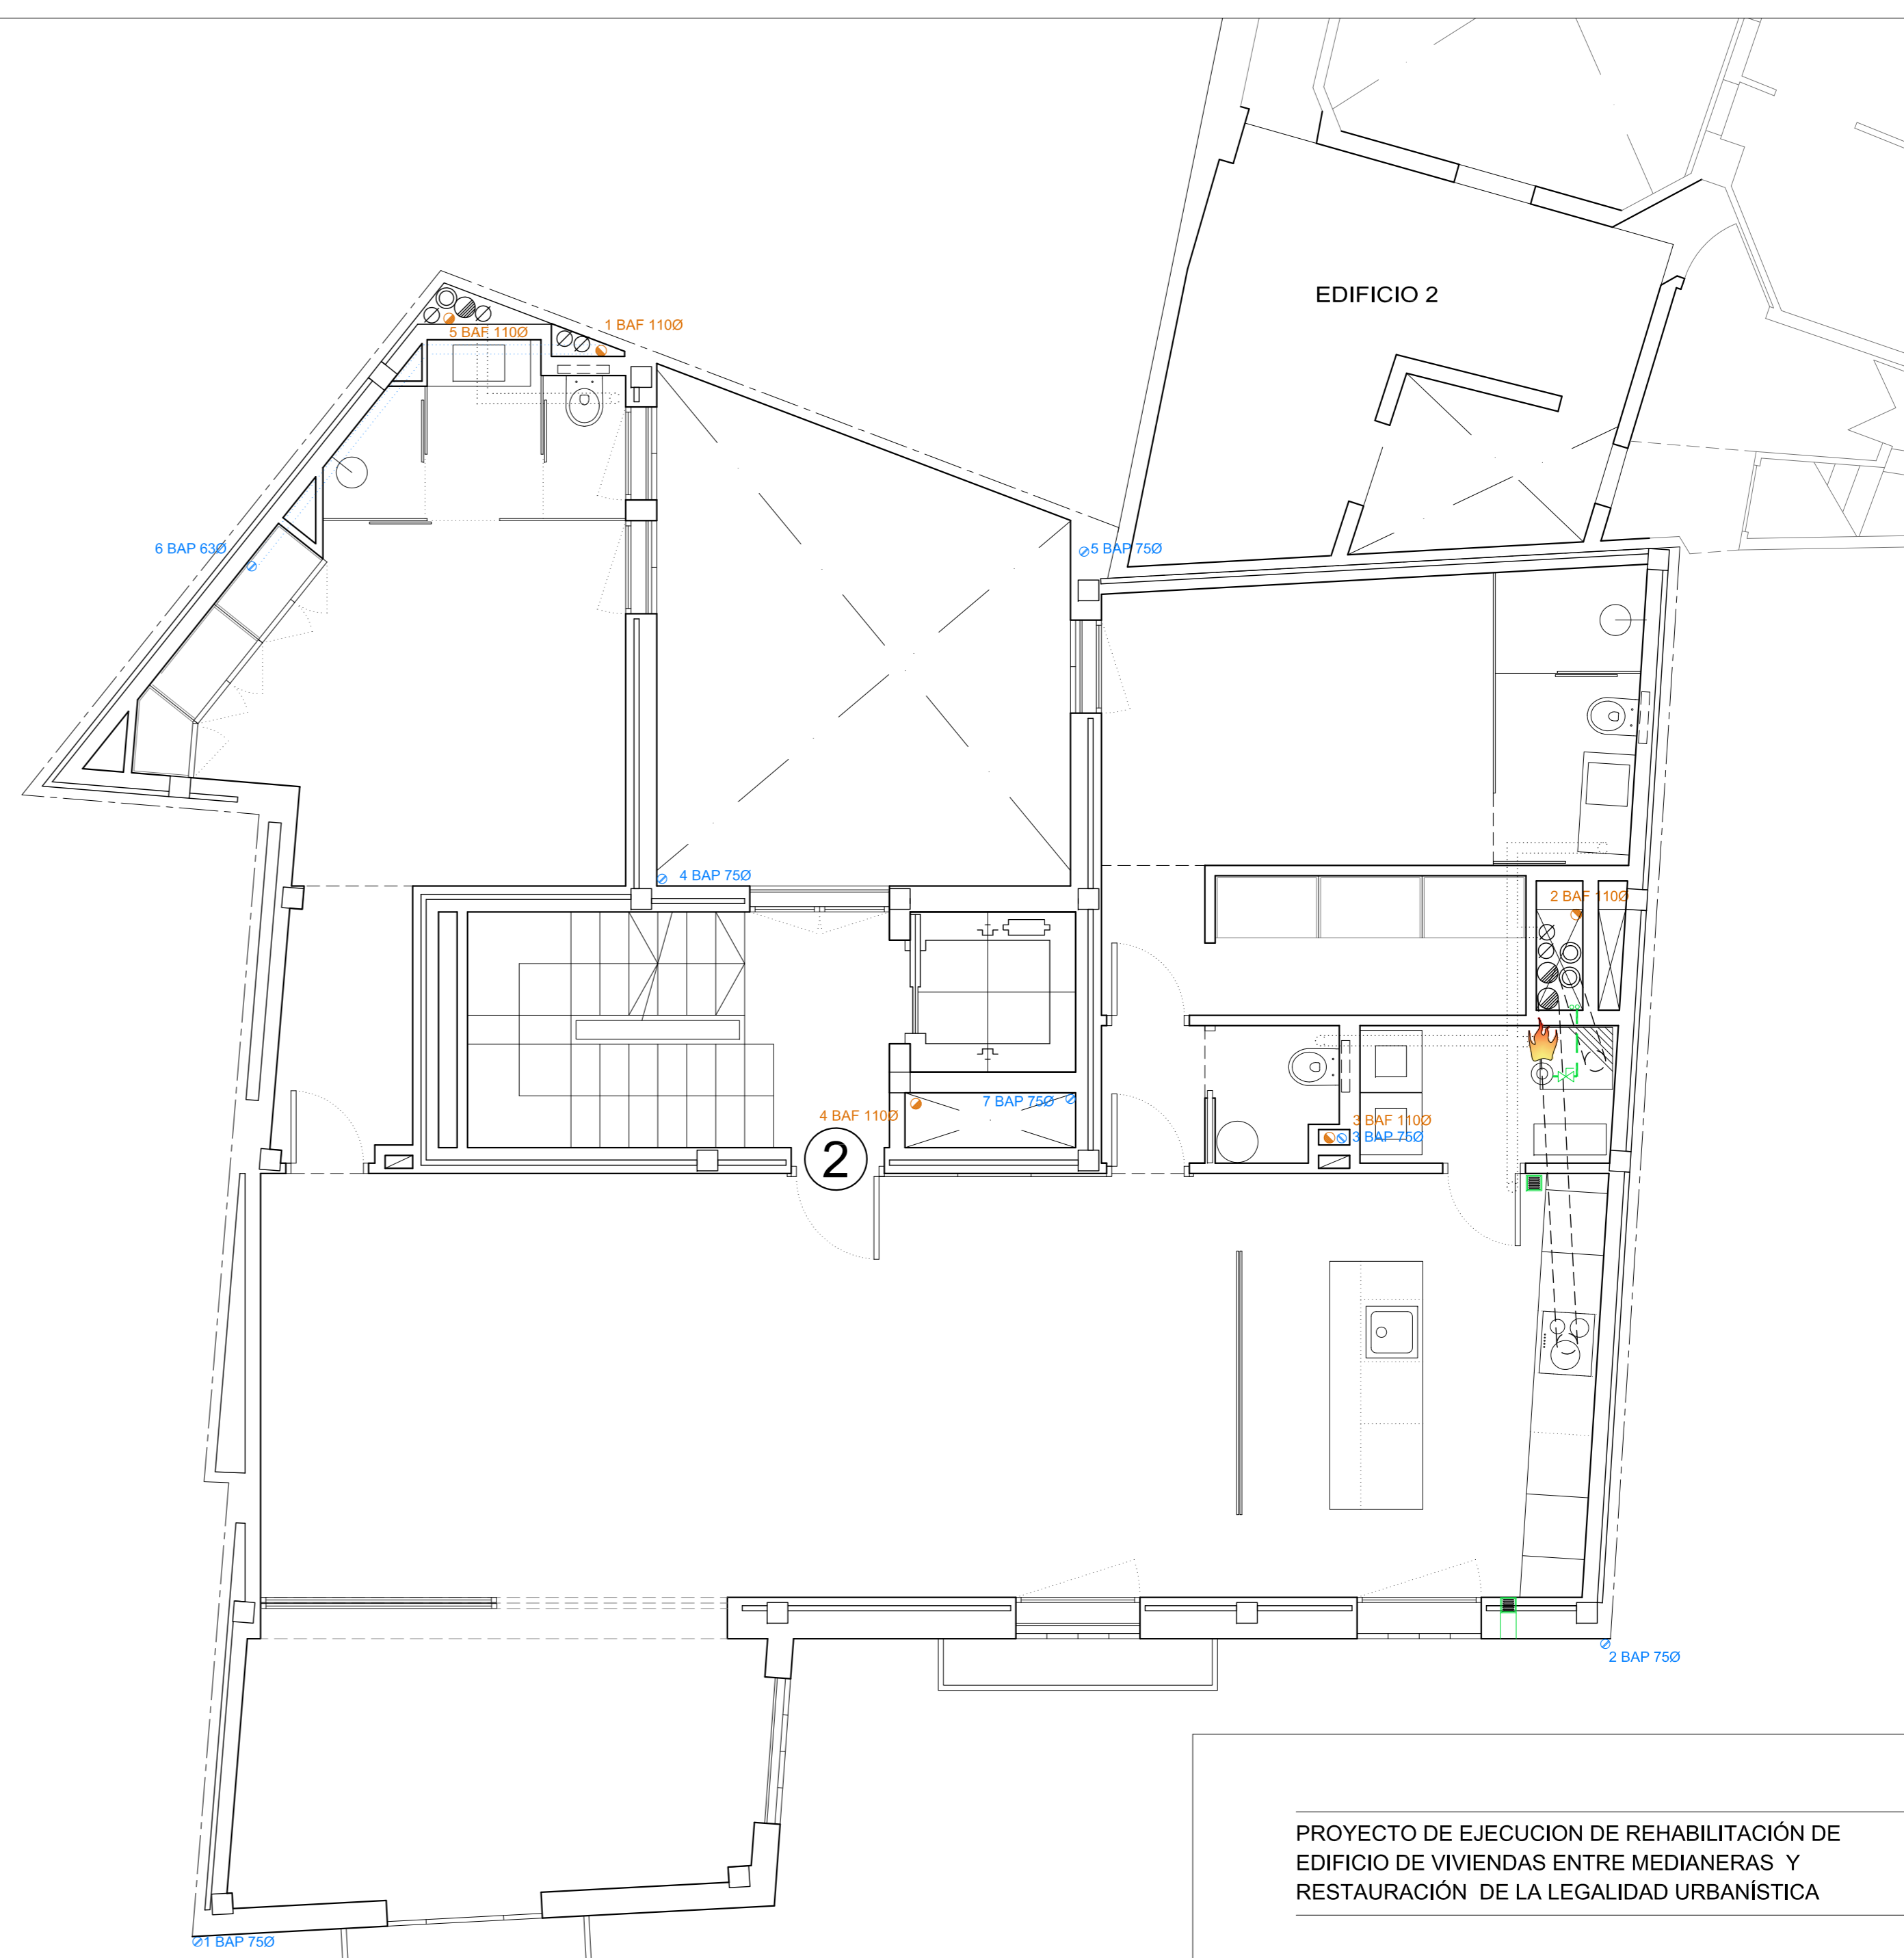 EDIFICIO 2
5 BAF 110Ø
1 BAF 110Ø
6 BAP 63Ø
5 BAP 75Ø
4 BAP 75Ø
2 BAF 110Ø
4 BAF 110Ø
7 BAP 75Ø
3 BAF 110Ø
3 BAP 75Ø
2
2 BAP 75Ø
PROYECTO DE EJECUCION DE REHABILITACIÓN DE
EDIFICIO DE VIVIENDAS ENTRE MEDIANERAS Y
RESTAURACIÓN DE LA LEGALIDAD URBANÍSTICA
1 BAP 75Ø